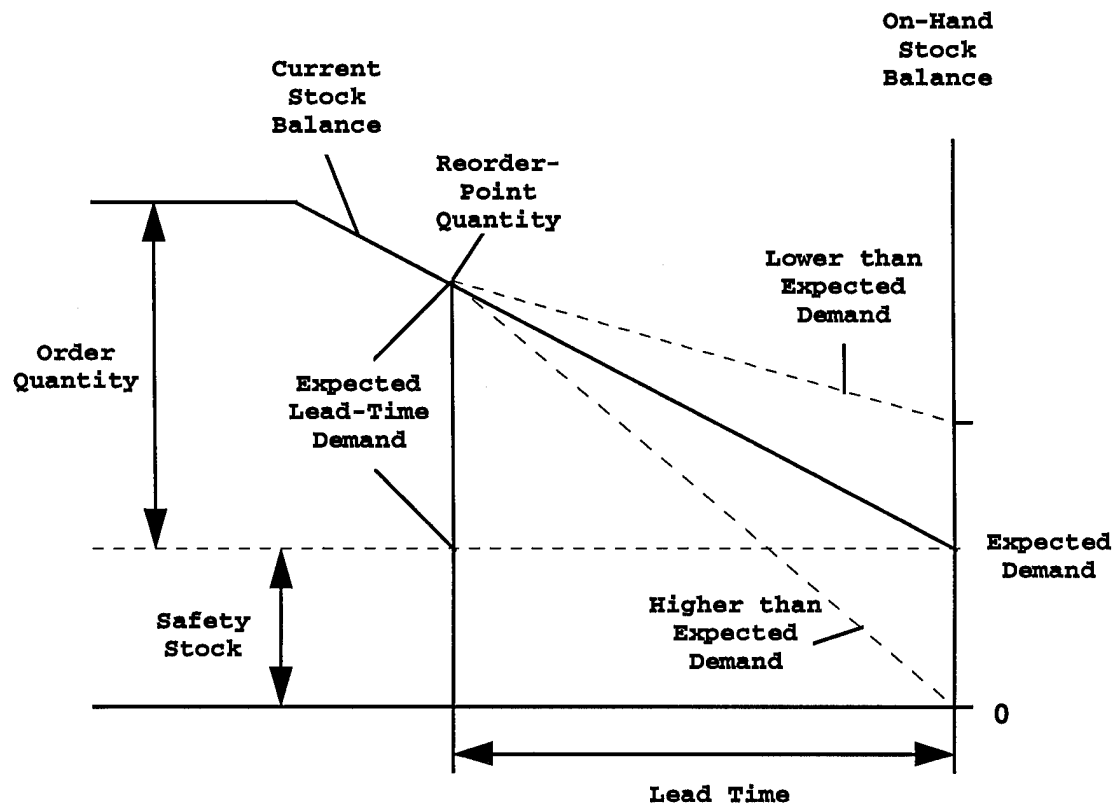 On-Hand
Stock
Balance
Current
Stock
Balance
Reorder-
Point
Quantity
Lower than
Expected
Demand
Order
Quantity
Expected
Lead-Time
Demand
Expected
Demand
Higher than
Expected
Demand
Safety
Stock
0
Lead Time